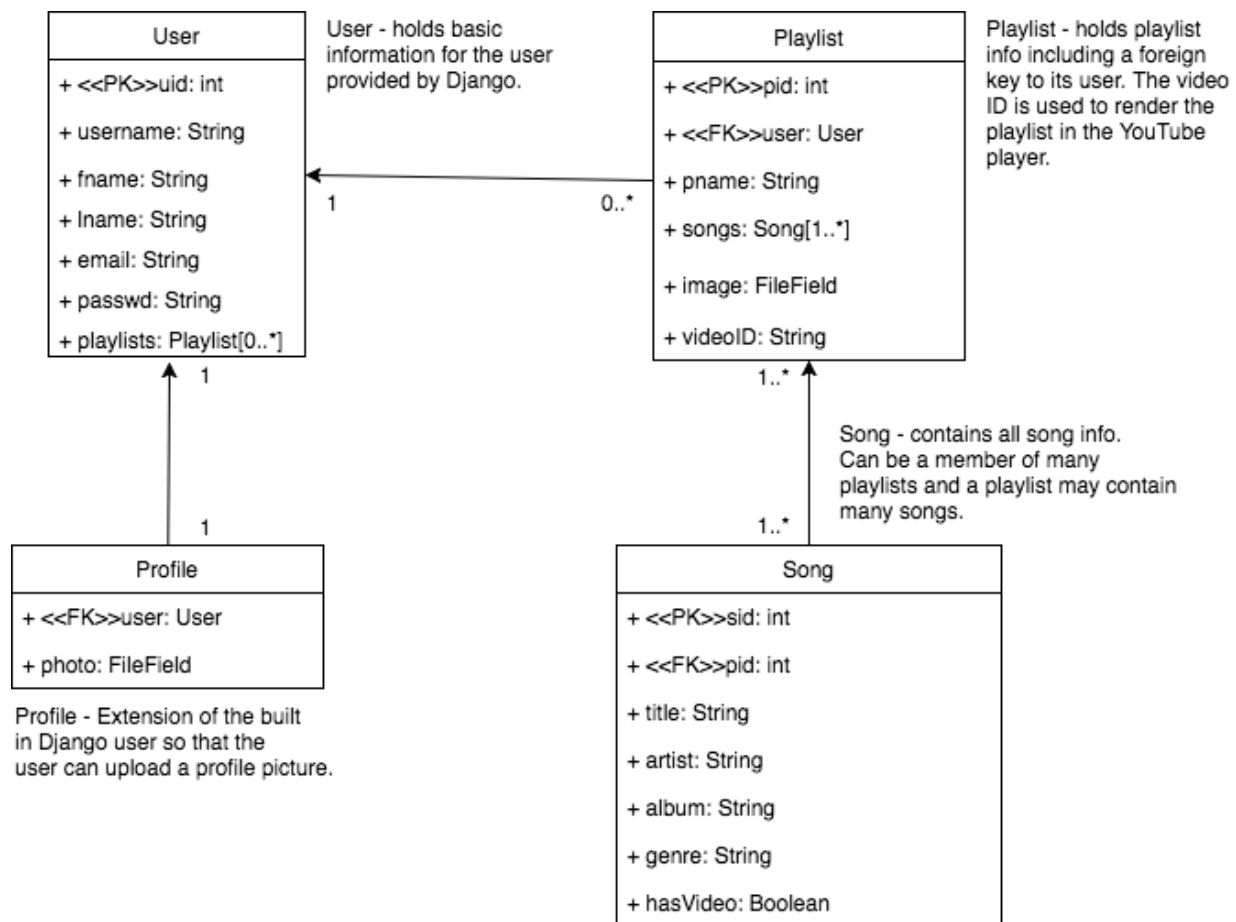 User
+ <<PK>>uid: int
+ username: String
+ fname: String
+ lname: String
+ email: String
+ passwd: String
+ playlists: Playlist[0..*]
User - holds basic
information for the user
provided by Django.
Playlist
+ <<PK>>pid: int
+ <<FK>>user: User
+ pname: String
+ songs: Song[1..*]
+ image: FileField
+ videoID: String
Playlist - holds playlist
info including a foreign
key to its user. The video
ID is used to render the
playlist in the YouTube
player.
1
0..*
1
1..*
Song - contains all song info.
Can be a member of many
playlists and a playlist may contain
many songs.
1
1..*
Profile
+ <<FK>>user: User
+ photo: FileField
Profile - Extension of the built
in Django user so that the
user can upload a profile picture.
Song
+ <<PK>>sid: int
+ <<FK>>pid: int
+ title: String
+ artist: String
+ album: String
+ genre: String
+ hasVideo: Boolean